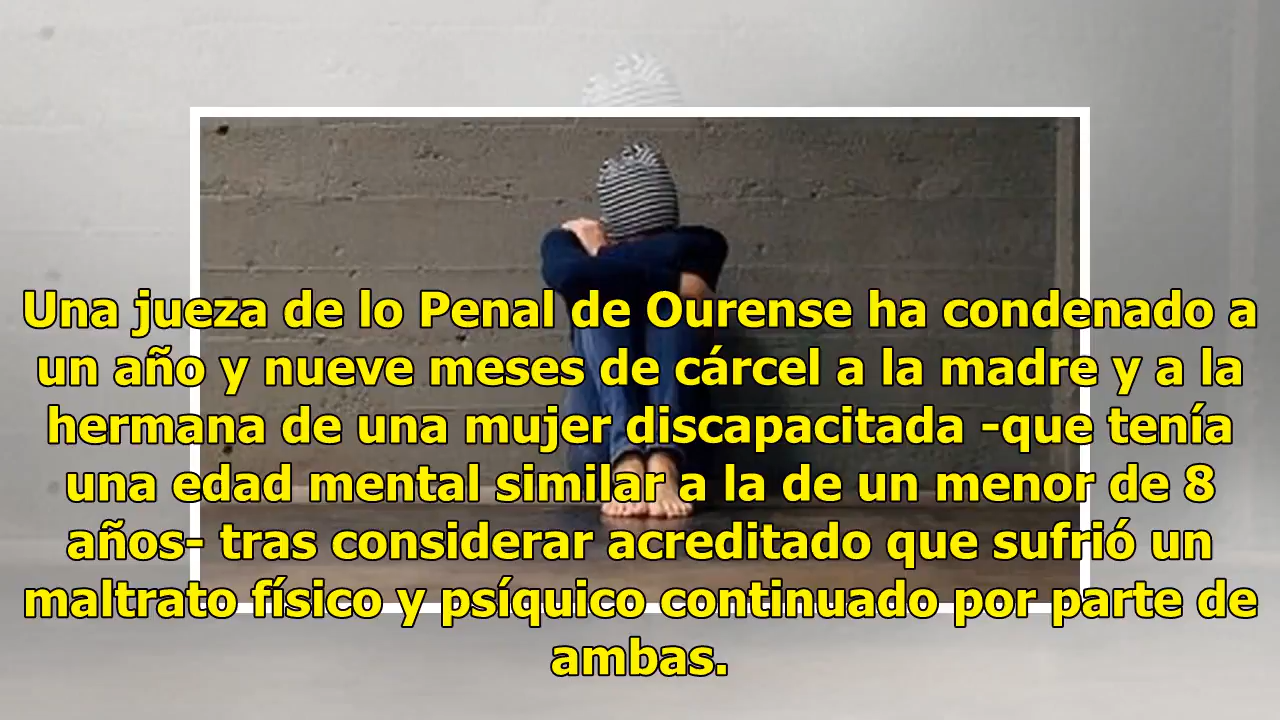 Una jueza de lo Penal de Ourense ha condenado a
un año y nueve meses de cárcel a la madre y a la
hermana de una mujer discapacitada -que tenía
una edad mental similar a la de un menor de 8
años- tras considerar acreditado que sufrió un
maltrato físico y psíquico continuado por parte de
ambas.